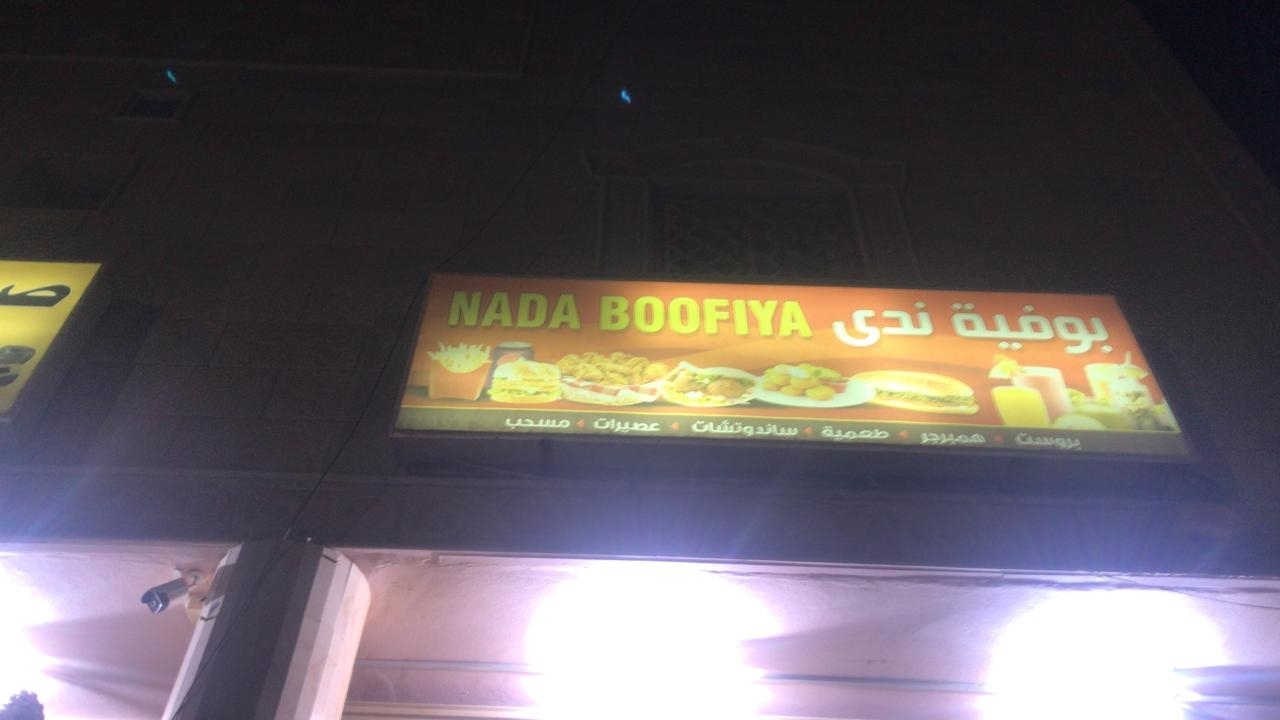 NADA BOOFIYA بوفية ندى
بروست همبرجر طعمية ساندوتشات عصيرات مسحب